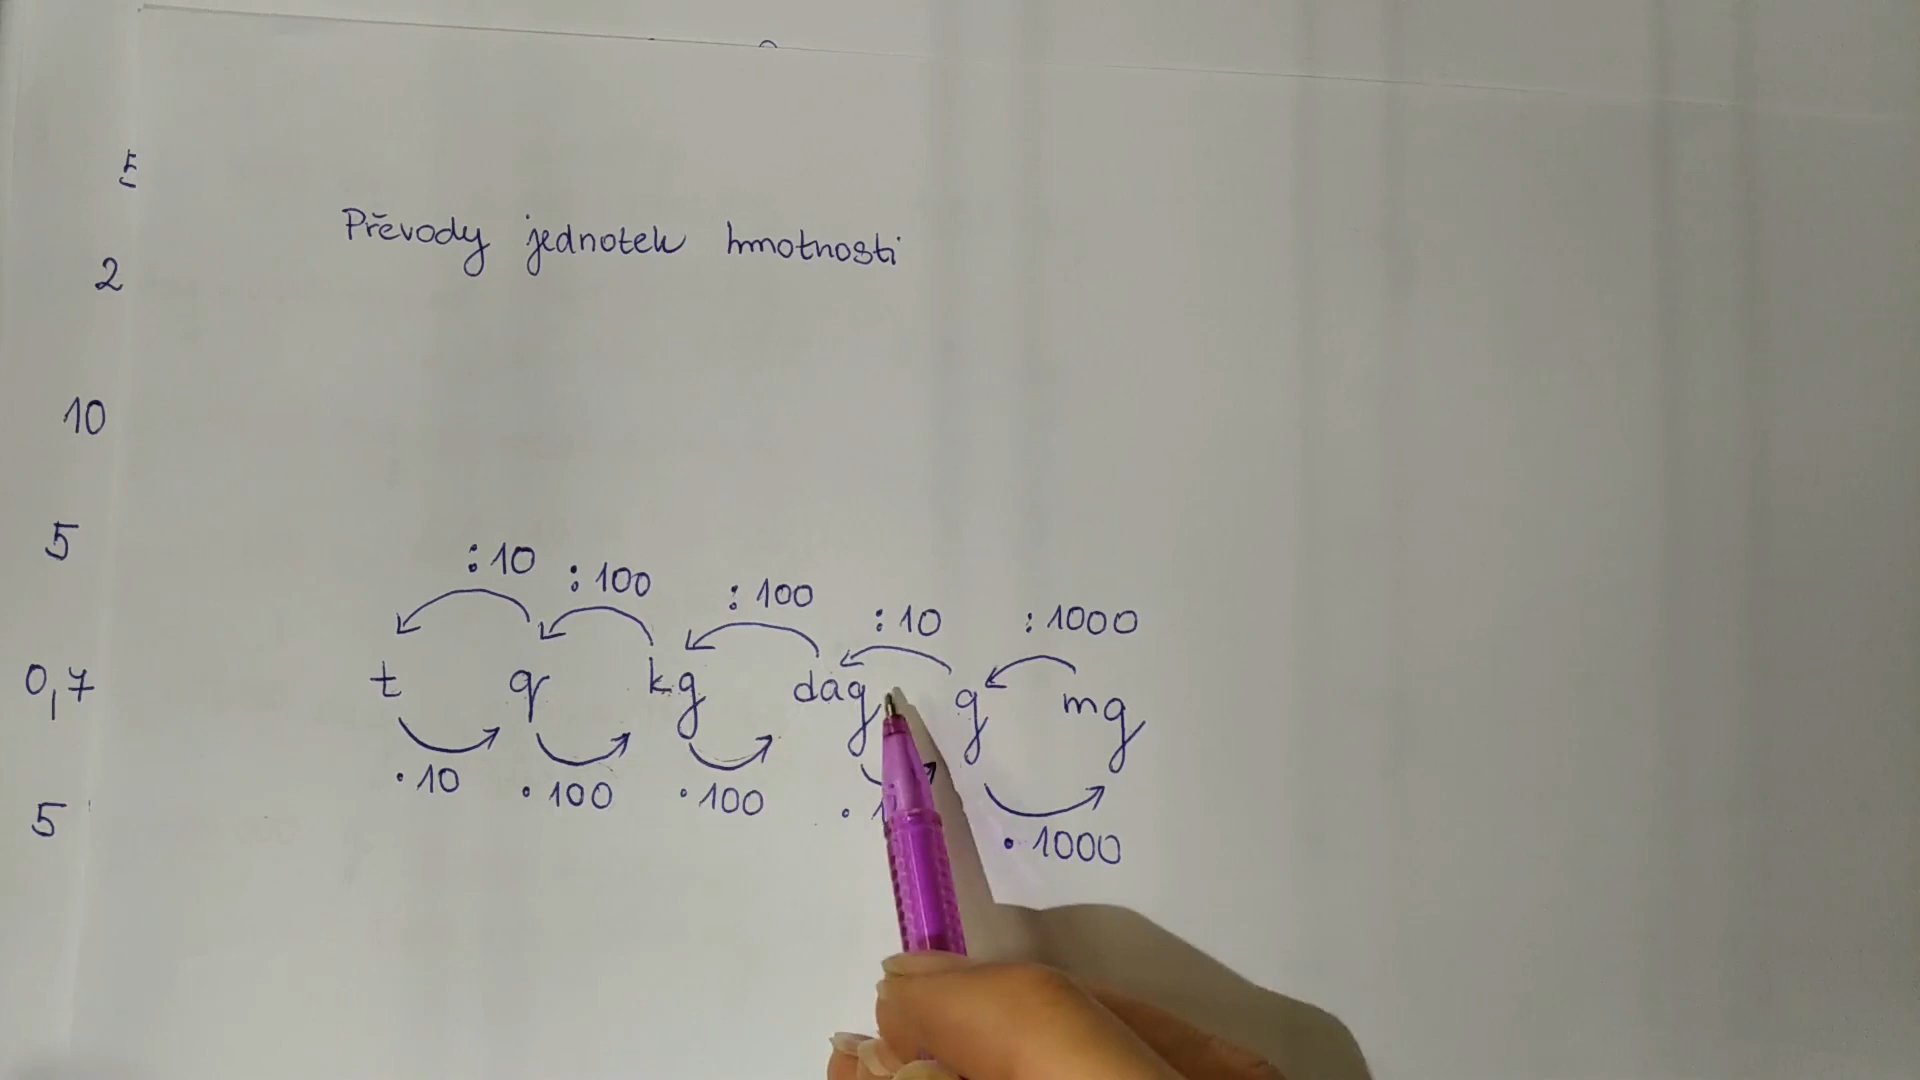 5
2
10
5
0,7
5
Převody jednotek hmotnosti
:10 :100 :100 :10 :1000
t q kg dag g mg
·10 ·100 ·100 ·1000